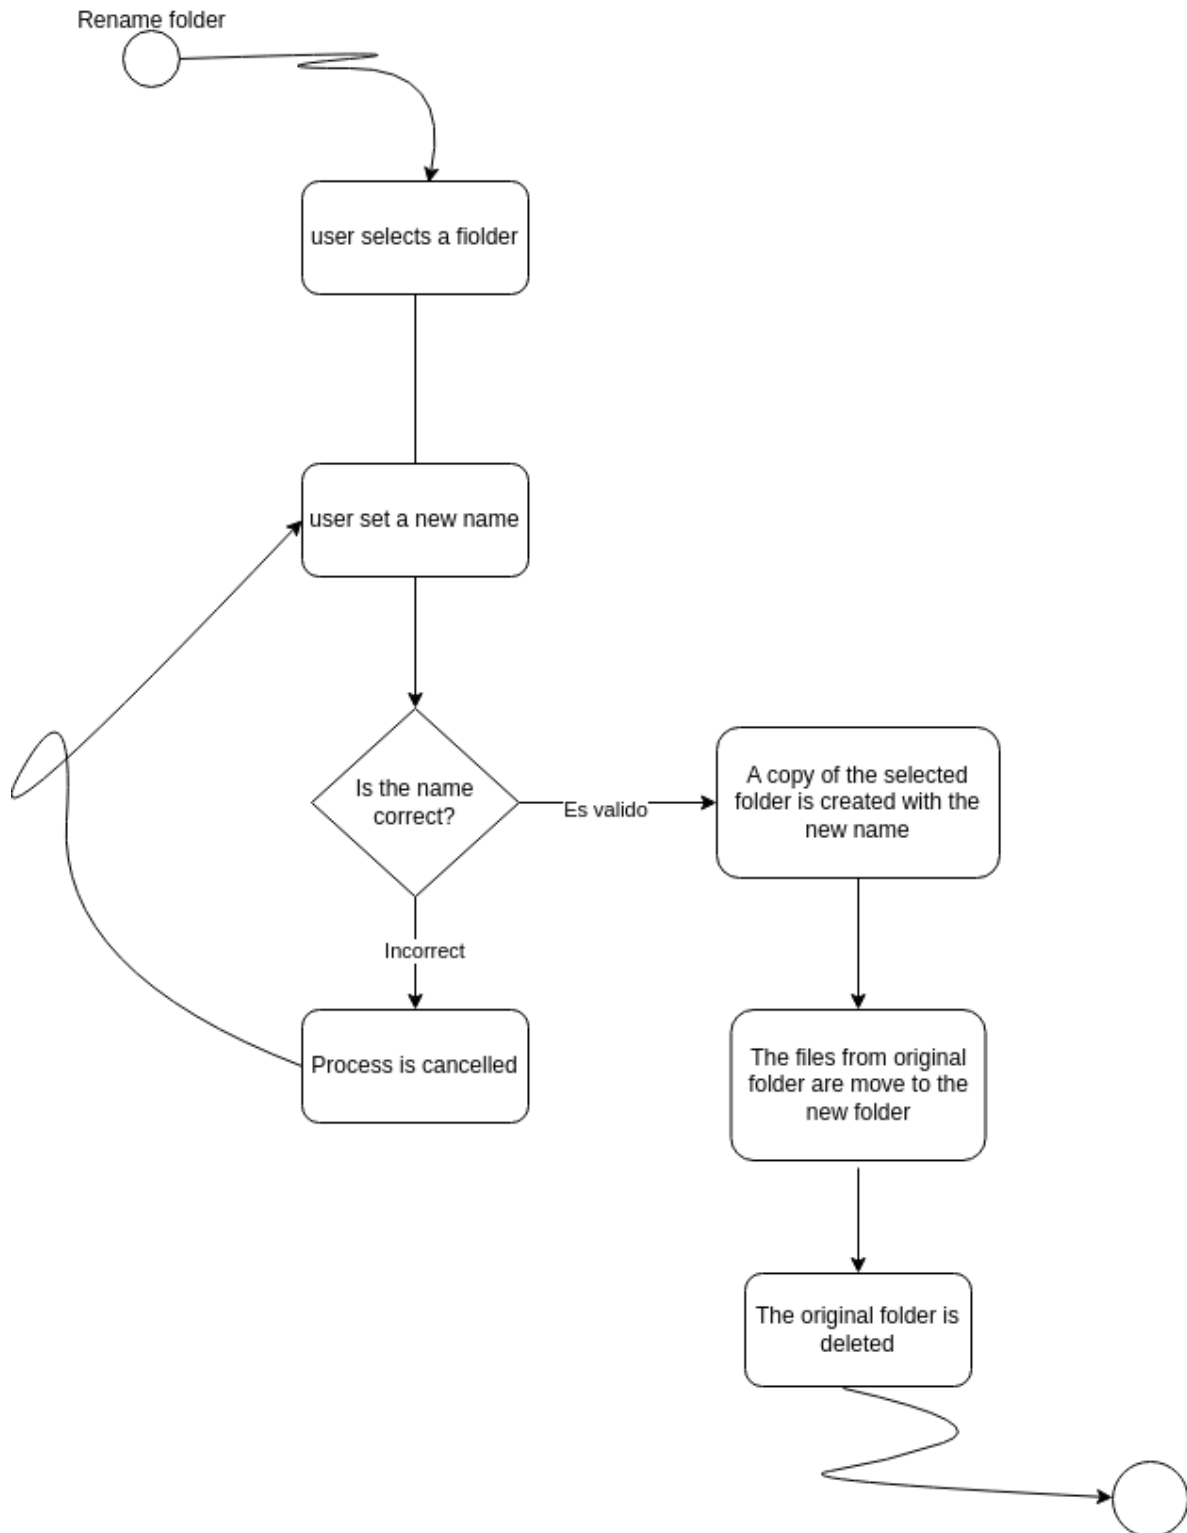 Rename folder
user selects a fiolder
user set a new name
Is the name
correct?
Es valido
A copy of the selected
folder is created with the
new name
Incorrect
Process is cancelled
The files from original
folder are move to the
new folder
The original folder is
deleted